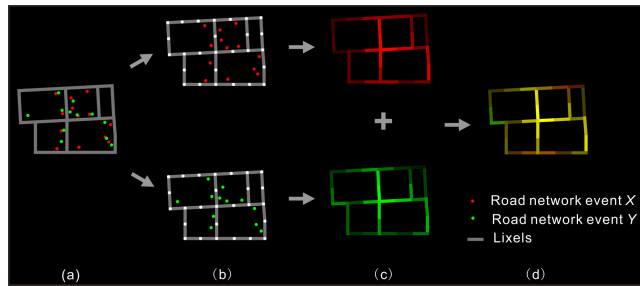 Road network event X
Road network event Y
Lixels
(a)
(b)
(c)
(d)